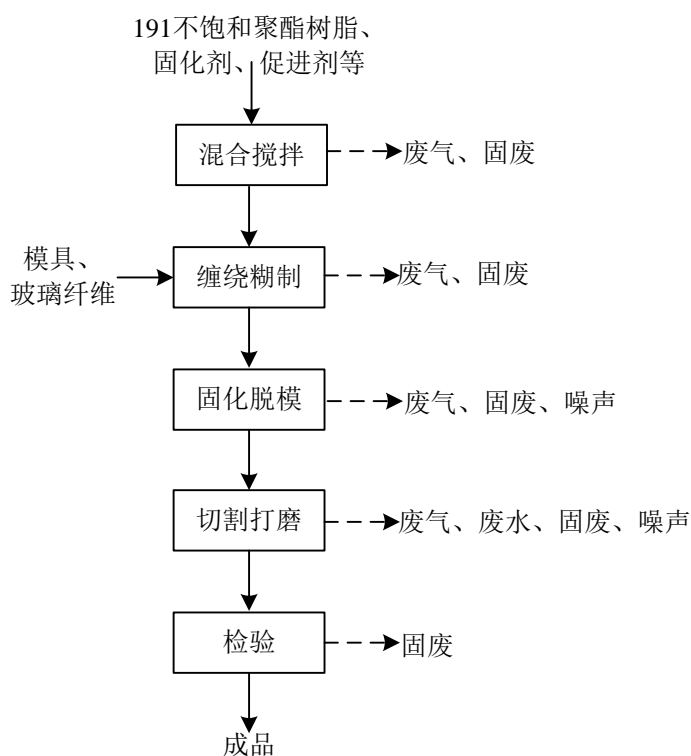 191不饱和聚酯树脂、
固化剂、促进剂等
混合搅拌
废气、固废
模具、
玻璃纤维
缠绕糊制
废气、固废
固化脱模
废气、固废、噪声
切割打磨
废气、废水、固废、噪声
检验
固废
成品